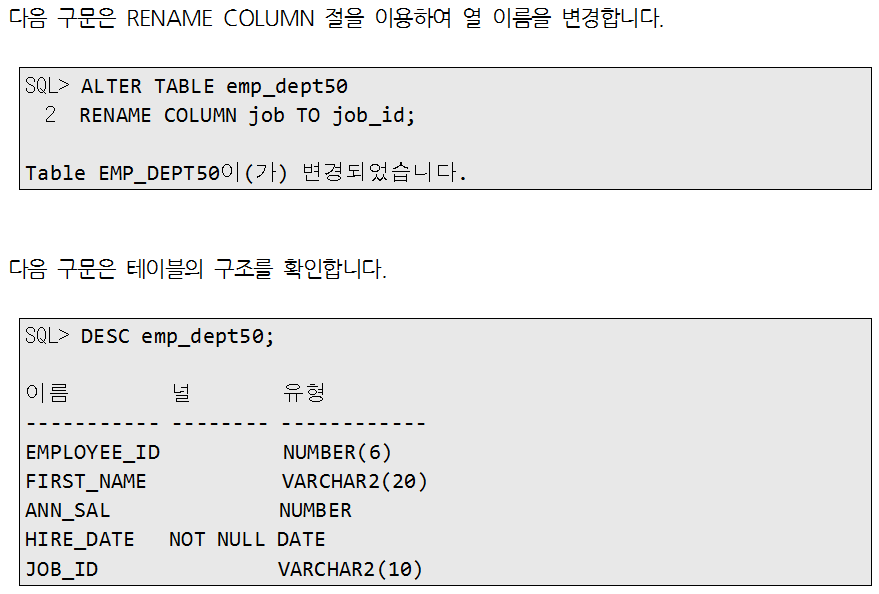 다음 구문은 RENAME COLUMN 절을 이용하여 열 이름을 변경합니다.
SQL> ALTER TABLE emp_dept50
2 RENAME COLUMN job TO job_id;
Table EMP_DEPT50이(가) 변경되었습니다.
다음 구문은 테이블의 구조를 확인합니다.
SQL> DESC emp_dept50;
이름 널 유형
----------- -------- ------------
EMPLOYEE_ID NUMBER(6)
FIRST_NAME VARCHAR2(20)
ANN_SAL NUMBER
HIRE_DATE NOT NULL DATE
JOB_ID VARCHAR2(10)